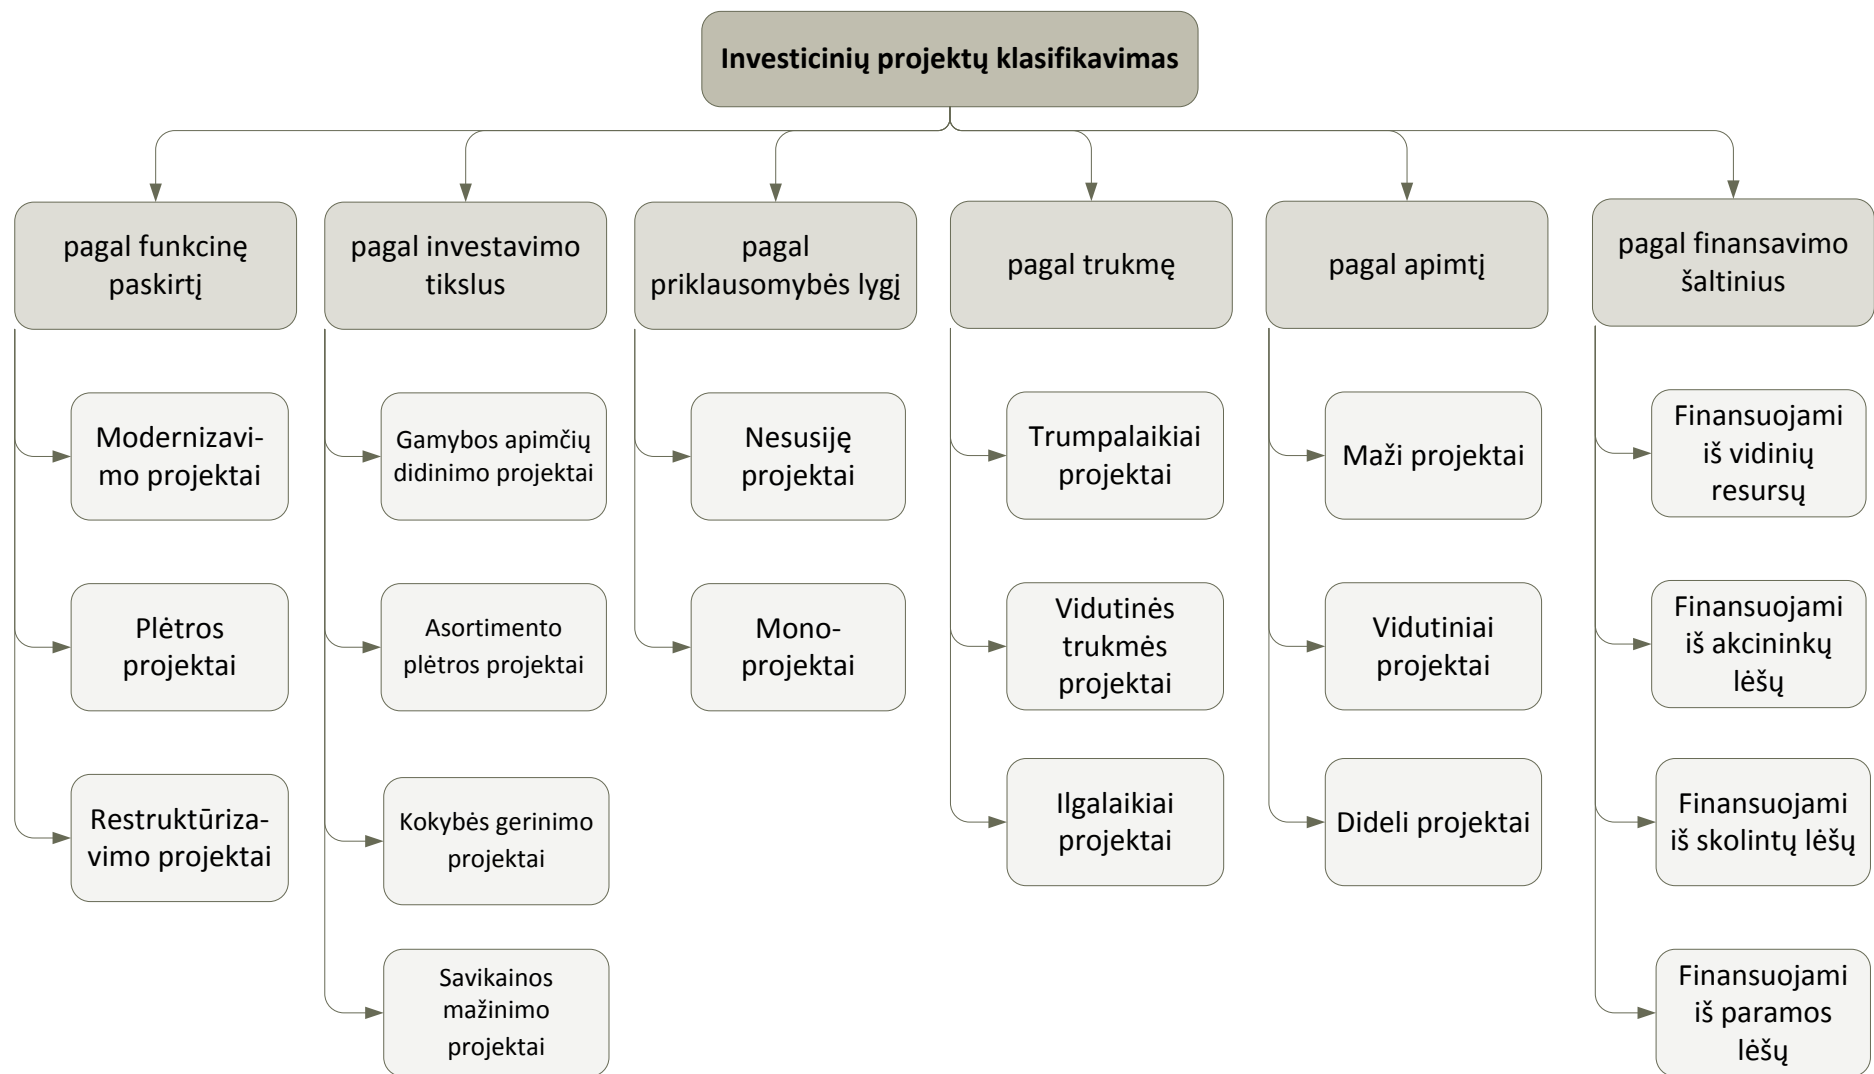 Investicinių projektų klasifikavimas
pagal funkcinę
paskirtį
pagal investavimo
tikslus
pagal
priklausomybės lygį
pagal trukmę
pagal apimtį
pagal finansavimo
šaltinius
Modernizavi-
mo projektai
Plėtros
projektai
Restruktūriza-
vimo projektai
Gamybos apimčių
didinimo projektai
Asortimento
plėtros projektai
Kokybės gerinimo
projektai
Savikainos
mažinimo
projektai
Nesusiję
projektai
Mono-
projektai
Trumpalaikiai
projektai
Vidutinės
trukmės
projektai
Ilgalaikiai
projektai
Maži projektai
Vidutiniai
projektai
Dideli projektai
Finansuojami
iš vidinių
resursų
Finansuojami
iš akcininkų
lėšų
Finansuojami
iš skolintų lėšų
Finansuojami
iš paramos
lėšų